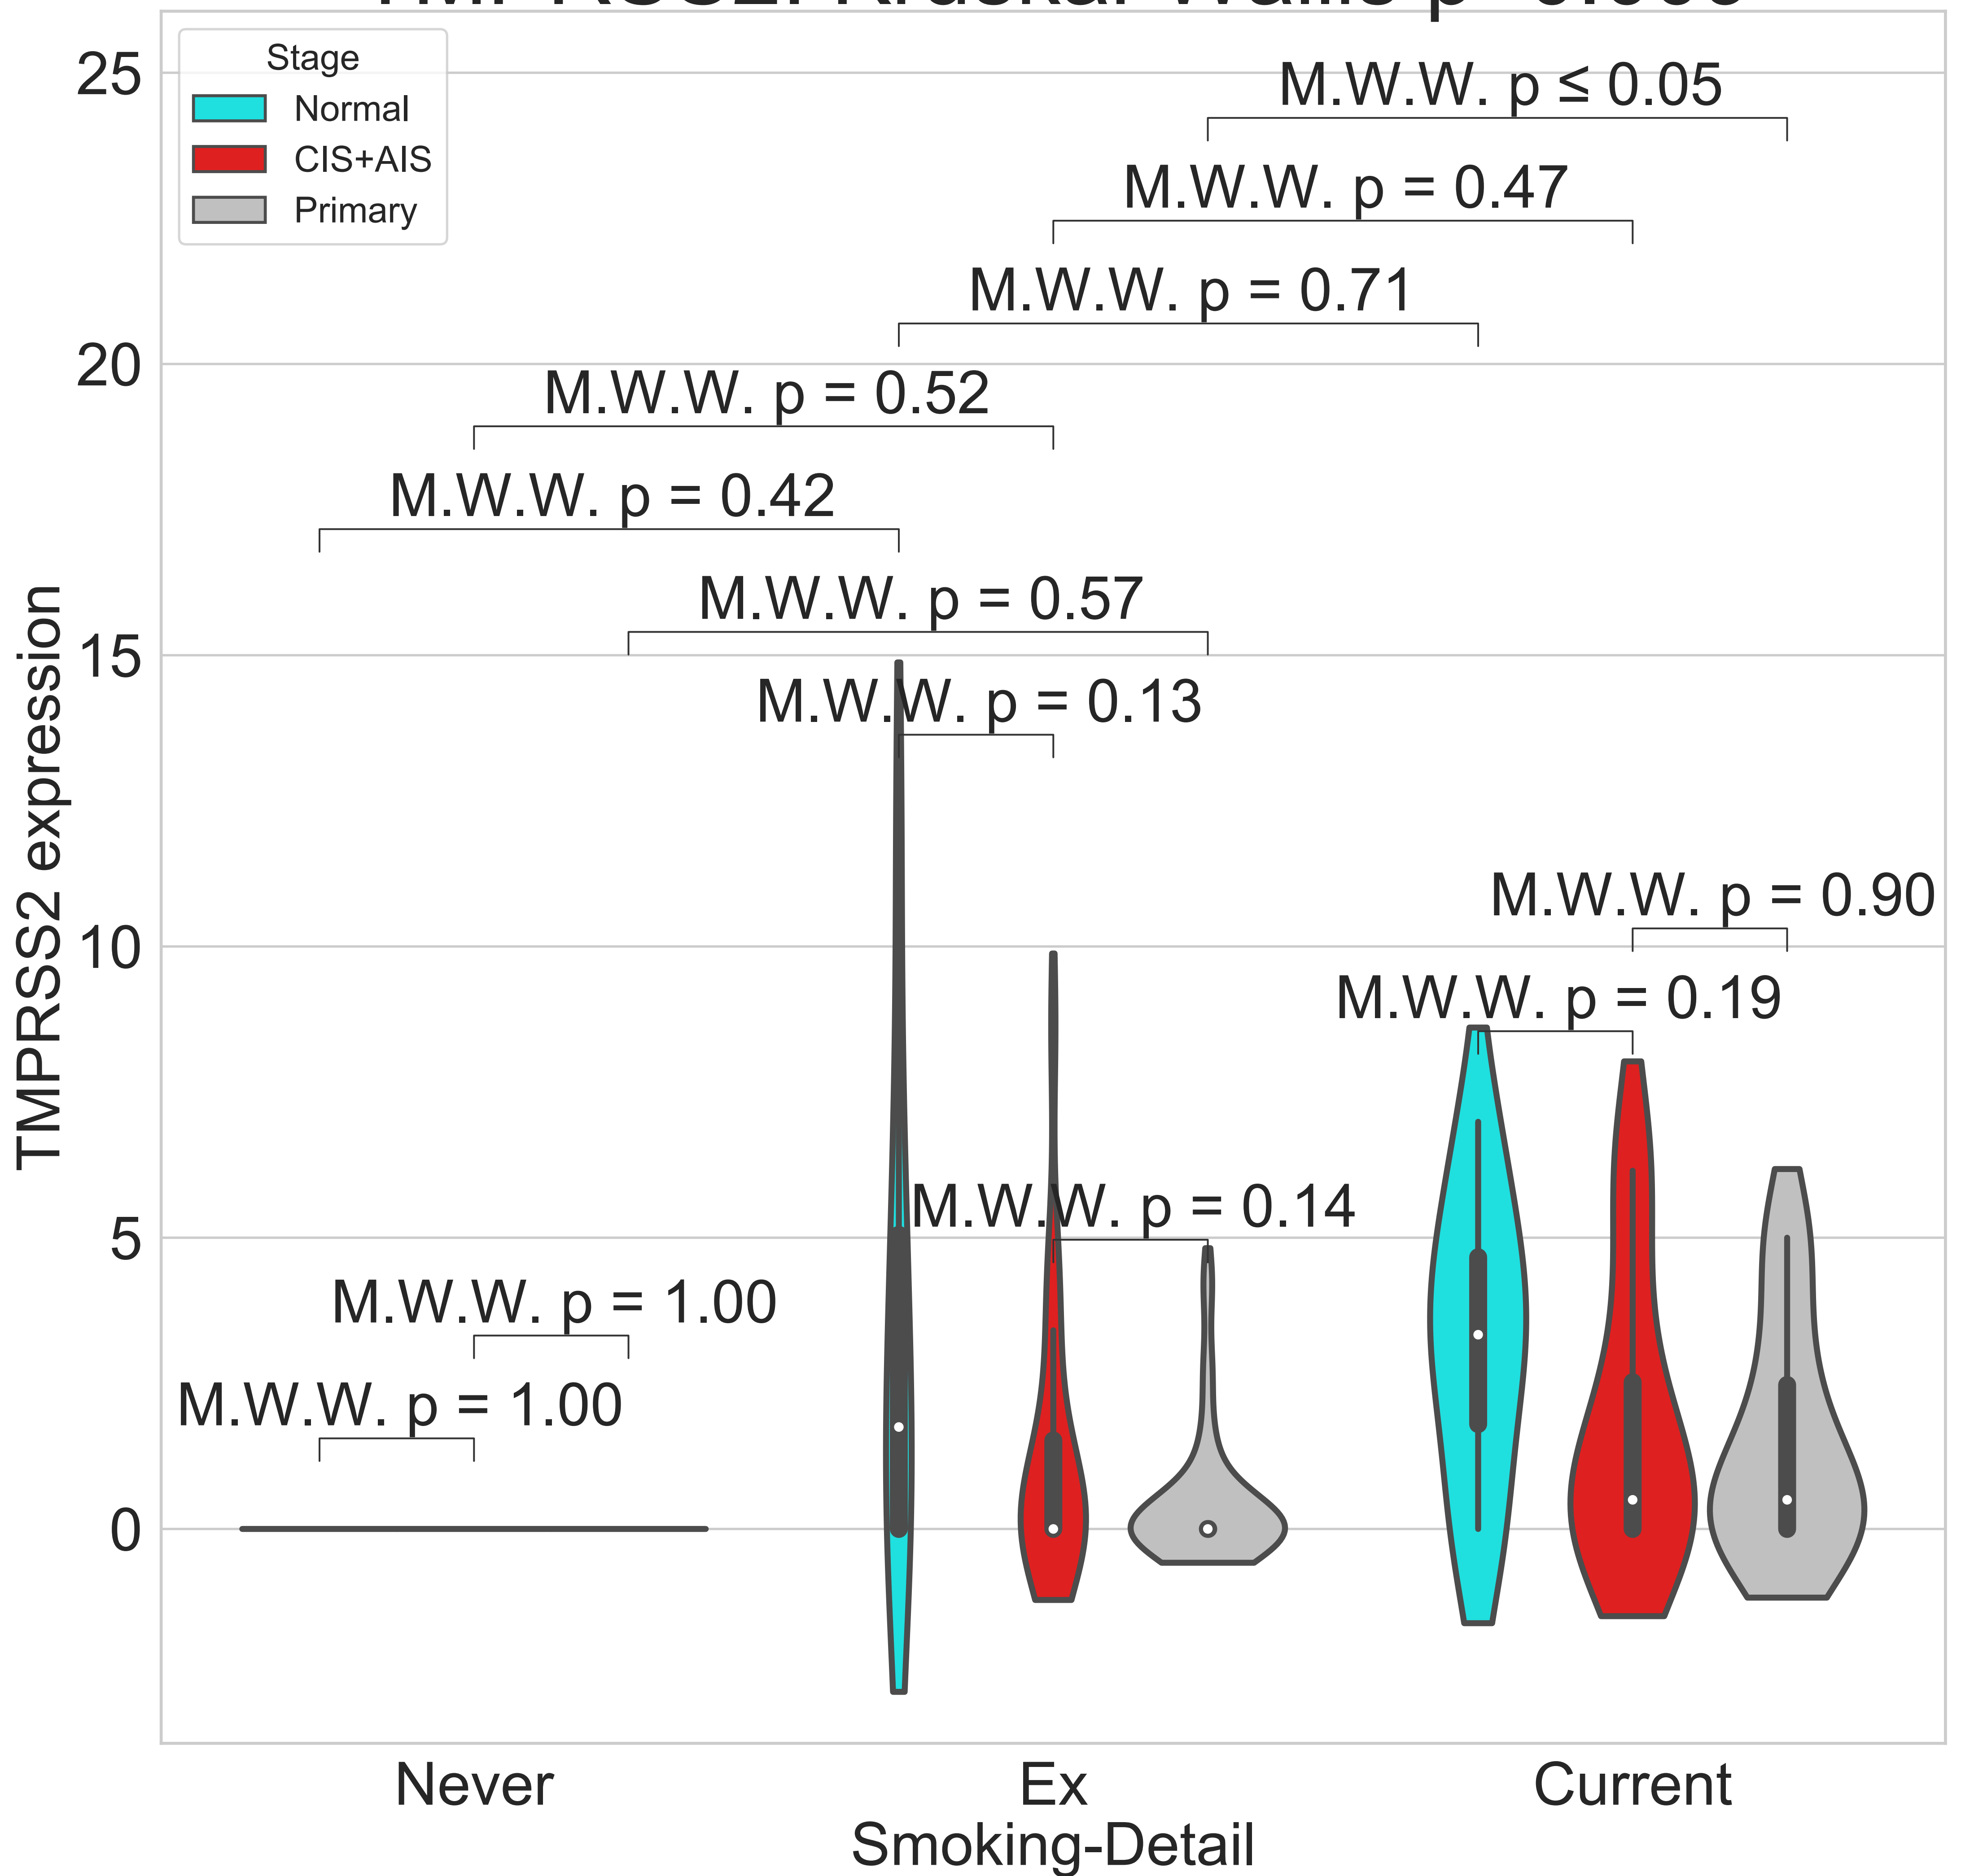 Stage
Normal
CIS+AIS
Primary
M.W.W. p ≤ 0.05
M.W.W. p = 0.47
M.W.W. p = 0.71
M.W.W. p = 0.52
M.W.W. p = 0.42
M.W.W. p = 0.57
M.W.W. p = 0.13
M.W.W. p = 0.90
M.W.W. p = 0.19
M.W.W. p = 0.14
M.W.W. p = 1.00
M.W.W. p = 1.00
25
20
15
10
5
0
TMPRSS2 expression
Never
Ex
Current
Smoking-Detail